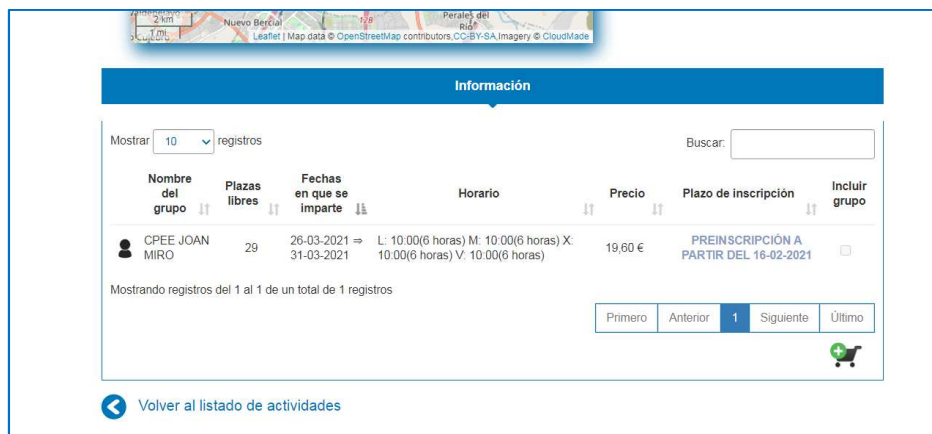 2 km
Nuevo Bercial
Perales del
Río
1 mi
Leaflet | Map data © OpenStreetMap contributors,CC-BY-SA,Imagery © CloudMade
Información
Mostrar 10 registros
Buscar:
Nombre del grupo
Plazas libres
Fechas en que se imparte
Horario
Precio
Plazo de inscripción
Incluir grupo
CPEE JOAN MIRO
29
26-03-2021 ⇒
31-03-2021
L: 10:00(6 horas) M: 10:00(6 horas) X:
10:00(6 horas) V: 10:00(6 horas)
19,60 €
PREINSCRIPCIÓN A
PARTIR DEL 16-02-2021
Mostrando registros del 1 al 1 de un total de 1 registros
Primero Anterior 1 Siguiente Último
Volver al listado de actividades